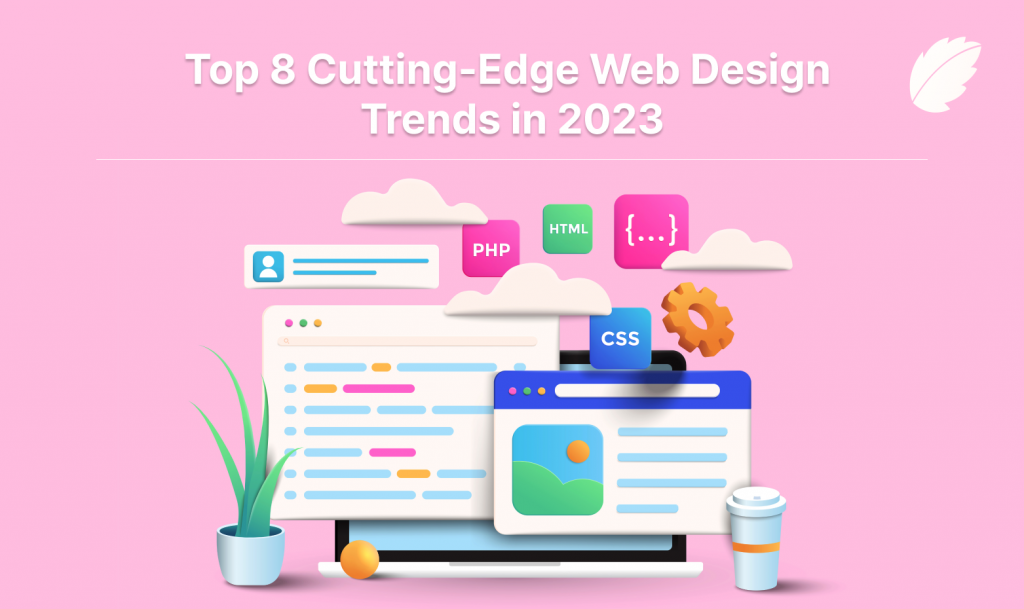 Top 8 Cutting-Edge Web Design
Trends in 2023
PHP
HTML
{...}
CSS